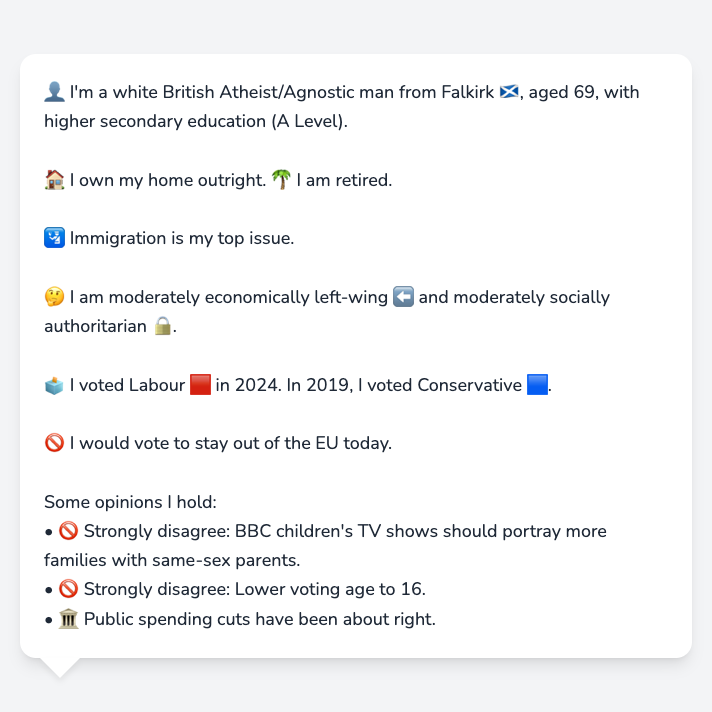 👤 I'm a white British Atheist/Agnostic man from Falkirk 🏴󠁧󠁢󠁳󠁣󠁴󠁿, aged 69, with
higher secondary education (A Level).
🏠 I own my home outright. 🌴 I am retired.
🛂 Immigration is my top issue.
🤔 I am moderately economically left-wing ⬅️ and moderately socially
authoritarian 🔒.
🗳️ I voted Labour 🟥 in 2024. In 2019, I voted Conservative 🟦.
🚫 I would vote to stay out of the EU today.
Some opinions I hold:
• 🚫 Strongly disagree: BBC children's TV shows should portray more
families with same-sex parents.
• 🚫 Strongly disagree: Lower voting age to 16.
• 🏛️ Public spending cuts have been about right.